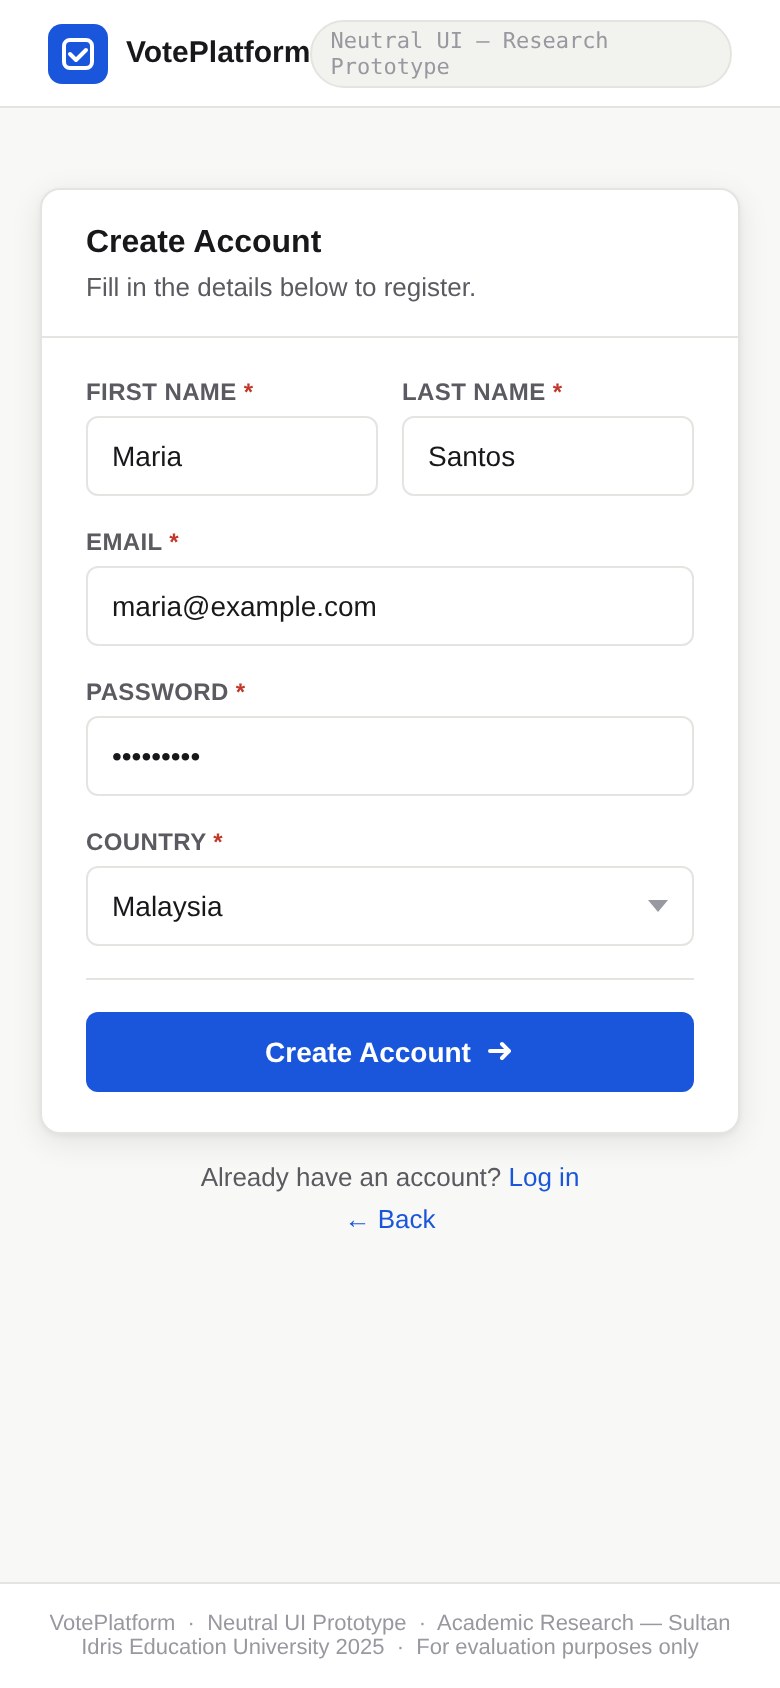 VotePlatform
Neutral UI — Research
Prototype
Create Account
Fill in the details below to register.
FIRST NAME * LAST NAME *
Maria Santos
EMAIL *
maria@example.com
PASSWORD *
•••••••••
COUNTRY *
Malaysia
Create Account →
Already have an account? Log in
← Back
VotePlatform · Neutral UI Prototype · Academic Research — Sultan
Idris Education University 2025 · For evaluation purposes only